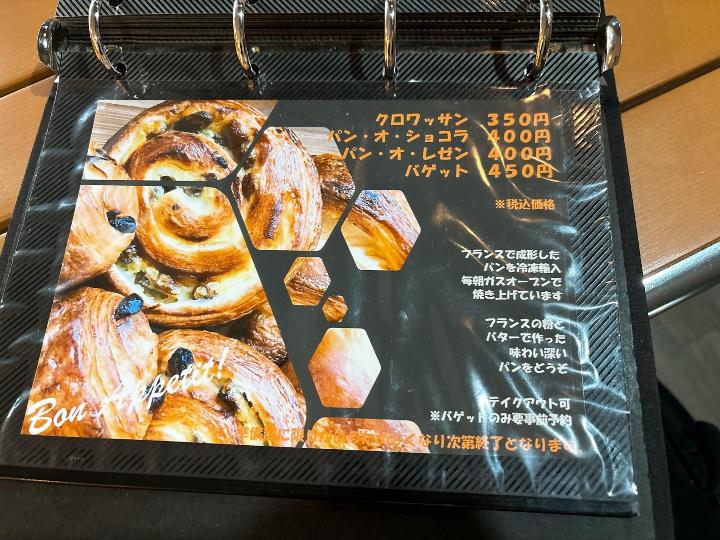 クロワッサン 350円
パン・オ・ショコラ 400円
パン・オ・レゼン 400円
バゲット 450円
※税込価格
フランスで成形した
パンを冷凍輸入
毎朝ガスオーブンで
焼き上げています
フランスの粉と
バターで作った
味わい深い
パンをどうぞ
テイクアウト可
※バゲットのみ要事前予約
Bon Appetit!
くなり次第終了となります